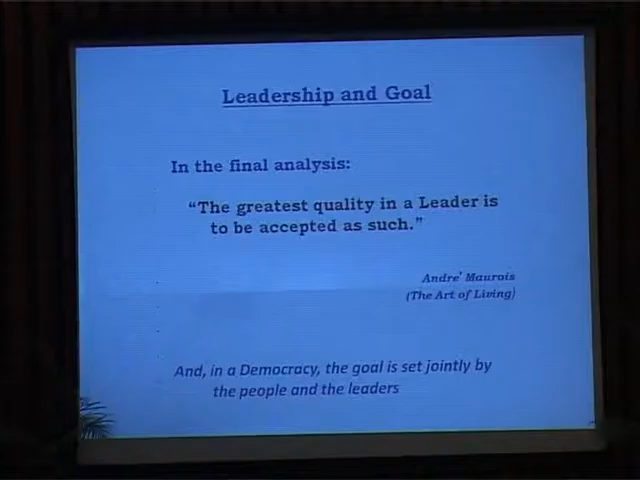 Leadership and Goal
In the final analysis:
“The greatest quality in a Leader is
to be accepted as such.”
Andre' Maurois
(The Art of Living)
And, in a Democracy, the goal is set jointly by
the people and the leaders